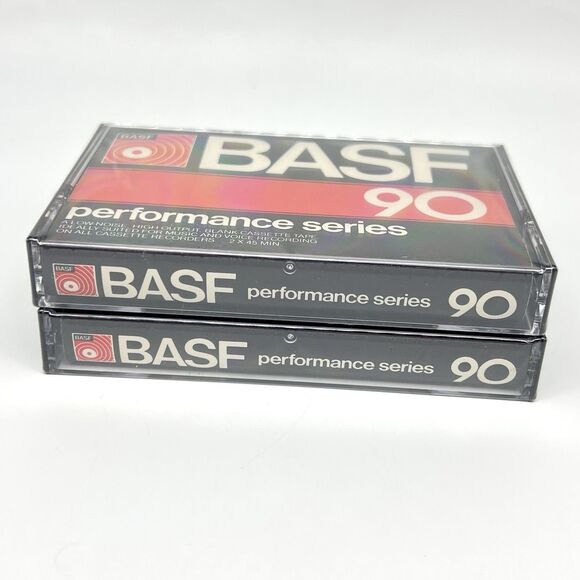 BASF
BASF
90
performance series
A LOW NOISE, HIGH OUTPUT, BLANK CASSETTE TAPE
IDEALLY SUITED FOR MUSIC AND VOICE RECORDING
ON ALL CASSETTE RECORDERS 2 X 45 MIN
BASF
BASF performance series 90
BASF
BASF performance series 90